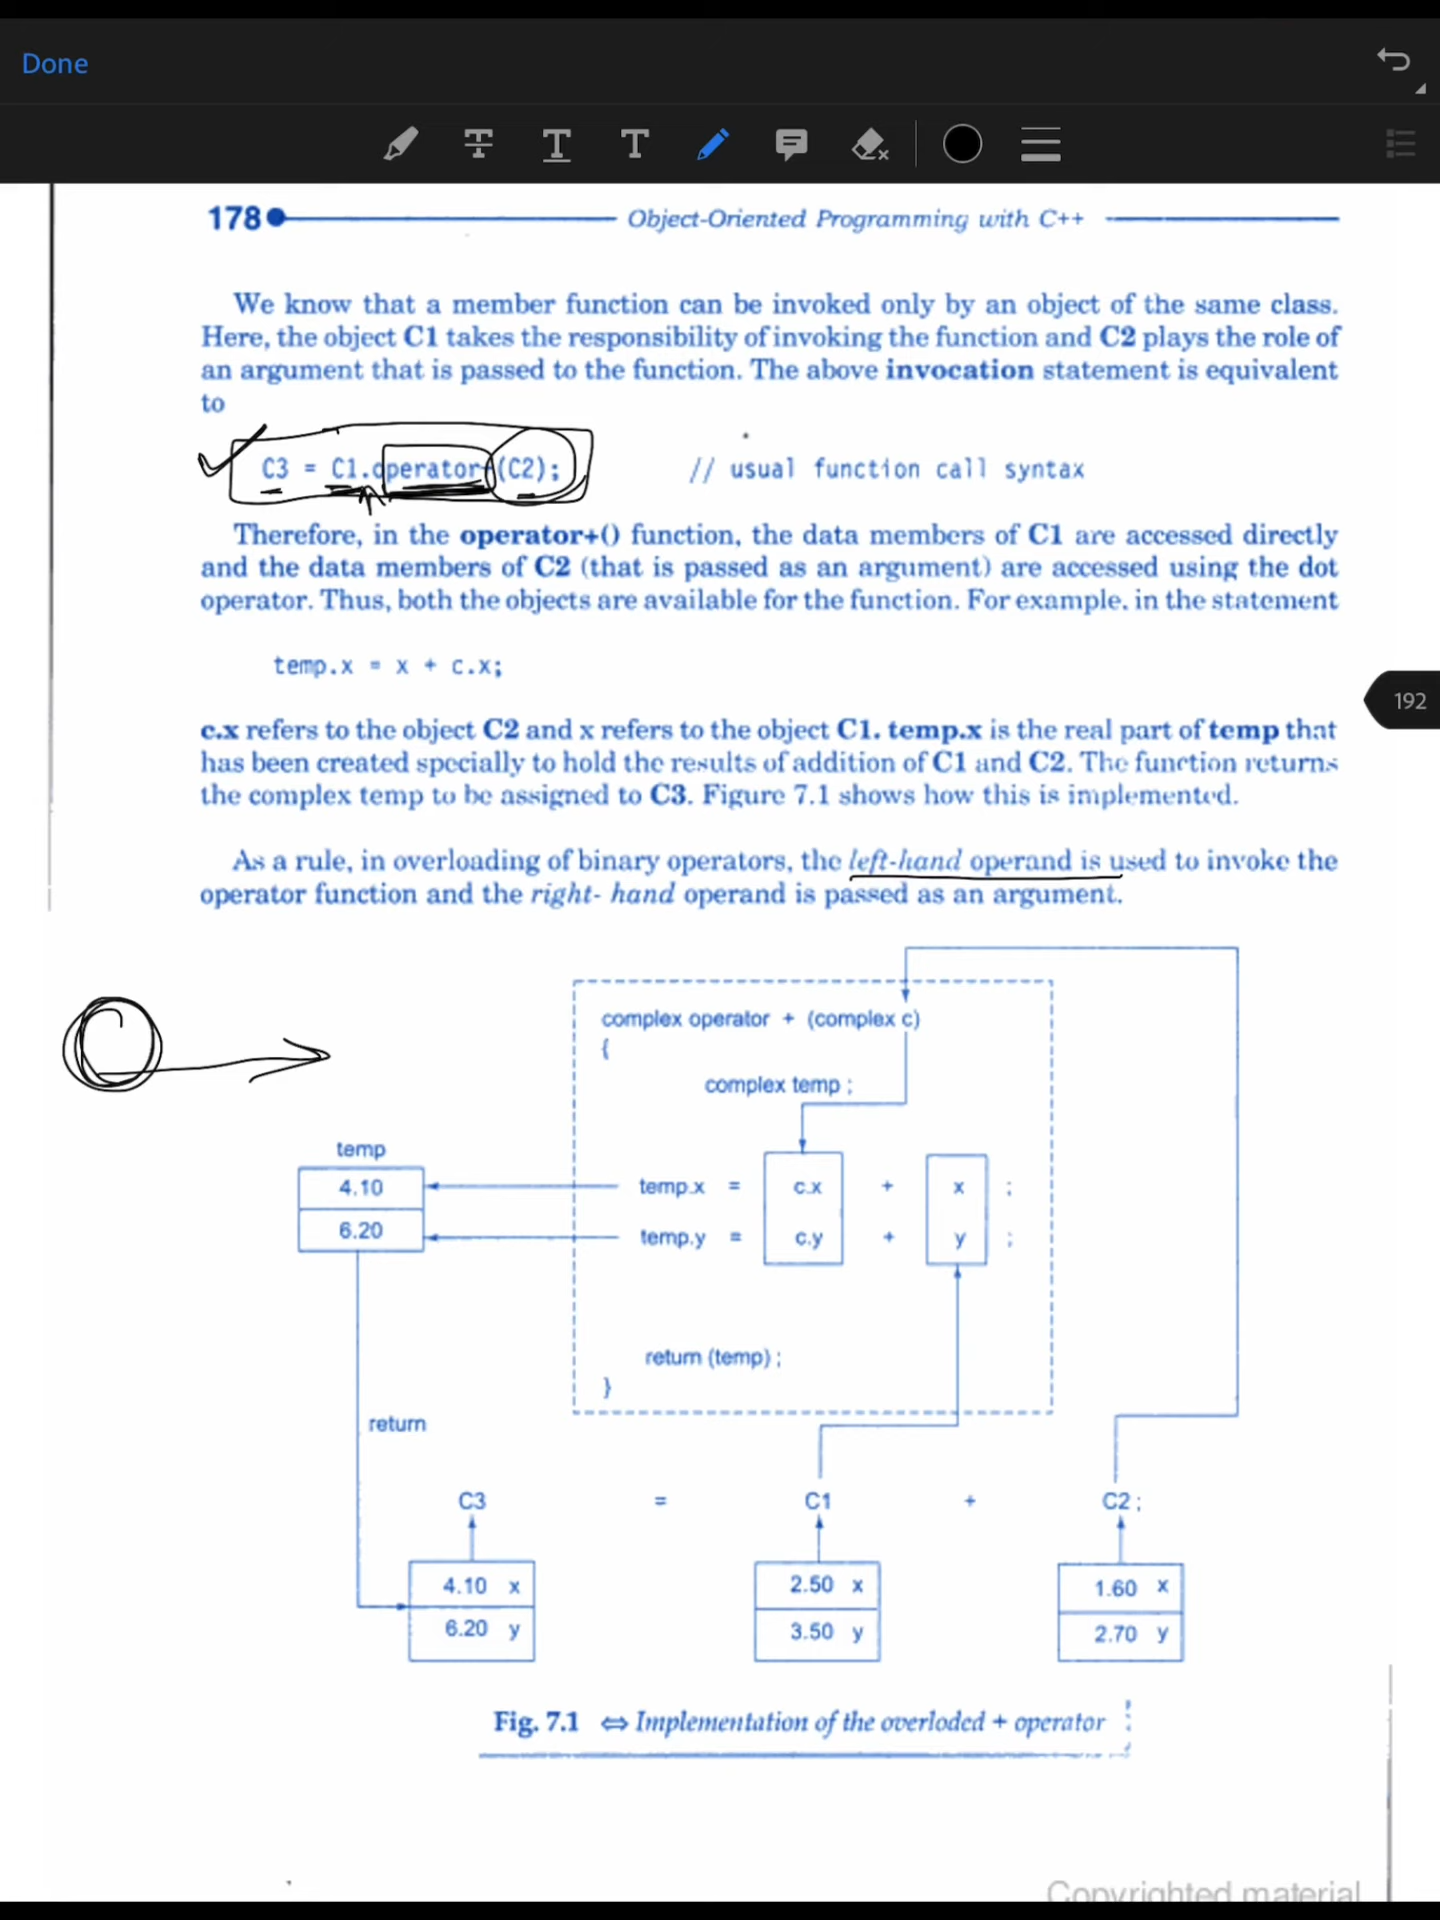 Done
178 Object-Oriented Programming with C++
We know that a member function can be invoked only by an object of the same class.
Here, the object C1 takes the responsibility of invoking the function and C2 plays the role of
an argument that is passed to the function. The above invocation statement is equivalent
to
C3 = C1.operator+(C2); // usual function call syntax
Therefore, in the operator+() function, the data members of C1 are accessed directly
and the data members of C2 (that is passed as an argument) are accessed using the dot
operator. Thus, both the objects are available for the function. For example, in the statement
temp.x = x + c.x;
192
c.x refers to the object C2 and x refers to the object C1. temp.x is the real part of temp that
has been created specially to hold the results of addition of C1 and C2. The function returns
the complex temp to be assigned to C3. Figure 7.1 shows how this is implemented.
As a rule, in overloading of binary operators, the left-hand operand is used to invoke the
operator function and the right- hand operand is passed as an argument.
complex operator + (complex c)
{
complex temp ;
temp
4.10 temp.x = c.x + x ;
6.20 temp.y = c.y + y ;
return (temp) ;
}
return
C3 = C1 + C2 ;
4.10 x 2.50 x 1.60 x
6.20 y 3.50 y 2.70 y
Fig. 7.1 ⇔ Implementation of the overloded + operator
Copyrighted material